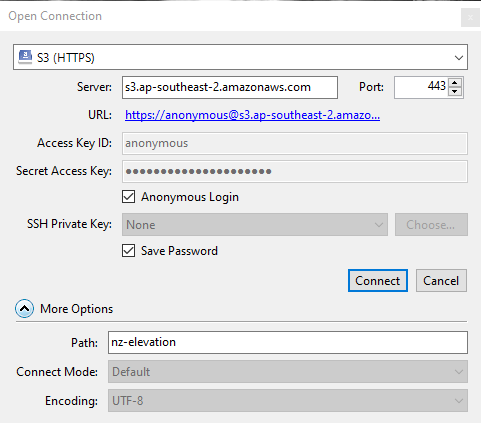 Open Connection
S3 (HTTPS)
Server: s3.ap-southeast-2.amazonaws.com Port: 443
URL: https://anonymous@s3.ap-southeast-2.amazo...
Access Key ID: anonymous
Secret Access Key: ●●●●●●●●●●●●●●●●●●●●●
Anonymous Login
SSH Private Key: None Choose...
Save Password
Connect Cancel
More Options
Path: nz-elevation
Connect Mode: Default
Encoding: UTF-8